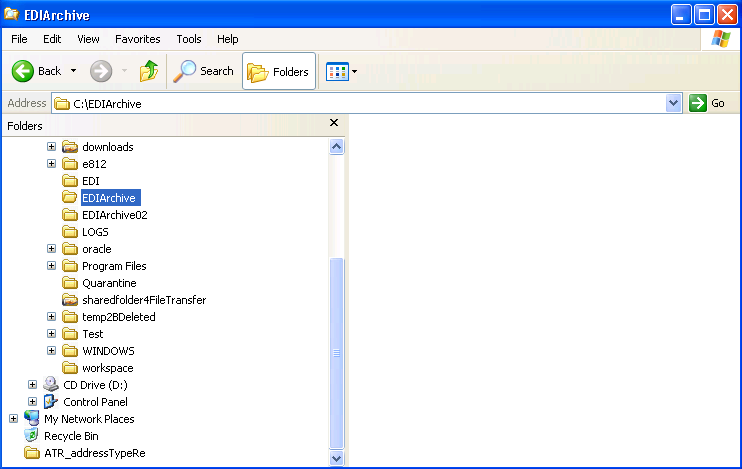 EDIArchive
File Edit View Favorites Tools Help
Back Search Folders
Address C:\EDIArchive Go
Folders
downloads
e812
EDI
EDIArchive
EDIArchive02
LOGS
oracle
Program Files
Quarantine
sharedfolder4FileTransfer
temp2BDeleted
Test
WINDOWS
workspace
CD Drive (D:)
Control Panel
My Network Places
Recycle Bin
ATR_addressTypeRe